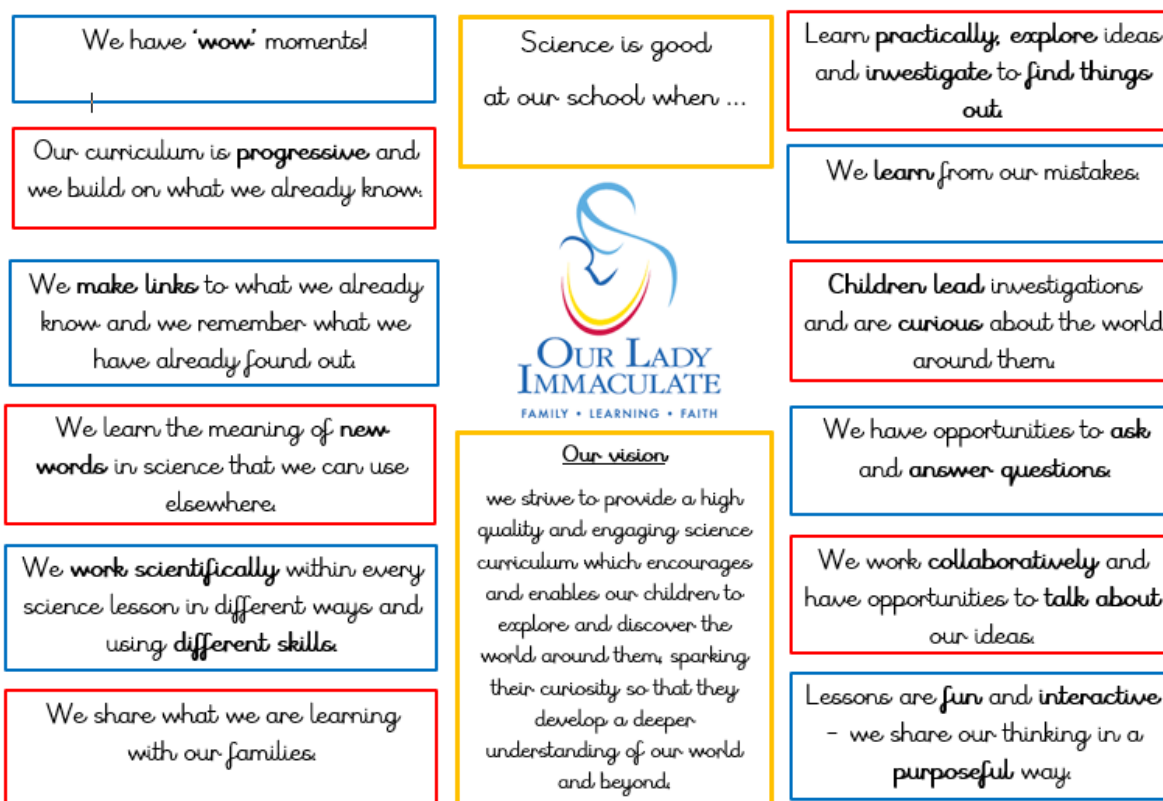 We have 'wow' moments!
Our curriculum is progressive and
we build on what we already know.
We make links to what we already
know and we remember what we
have already found out.
We learn the meaning of new
words in science that we can use
elsewhere.
We work scientifically within every
science lesson in different ways and
using different skills.
We share what we are learning
with our families.
Science is good
at our school when ...
OUR LADY
IMMACULATE
FAMILY • LEARNING • FAITH
Our vision
we strive to provide a high
quality and engaging science
curriculum which encourages
and enables our children to
explore and discover the
world around them, sparking
their curiosity so that they
develop a deeper
understanding of our world
and beyond.
Learn practically, explore ideas
and investigate to find things
out.
We learn from our mistakes.
Children lead investigations
and are curious about the world
around them.
We have opportunities to ask
and answer questions.
We work collaboratively and
have opportunities to talk about
our ideas.
Lessons are fun and interactive
- we share our thinking in a
purposeful way.